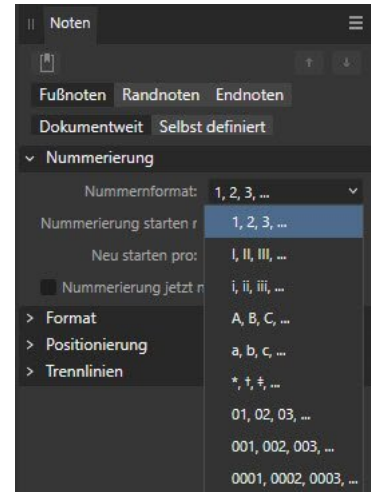 Noten
Fußnoten Randnoten Endnoten
Dokumentweit Selbst definiert
Nummerierung
Nummernformat: 1, 2, 3, ...
1, 2, 3, ...
Nummerierung starten
I, II, III, ...
Neu starten pro:
i, ii, iii, ...
Nummerierung jetzt
A, B, C, ...
Format
a, b, c, ...
Positionierung
*, †, ‡, ...
Trennlinien
01, 02, 03, ...
001, 002, 003, ...
0001, 0002, 0003, ...